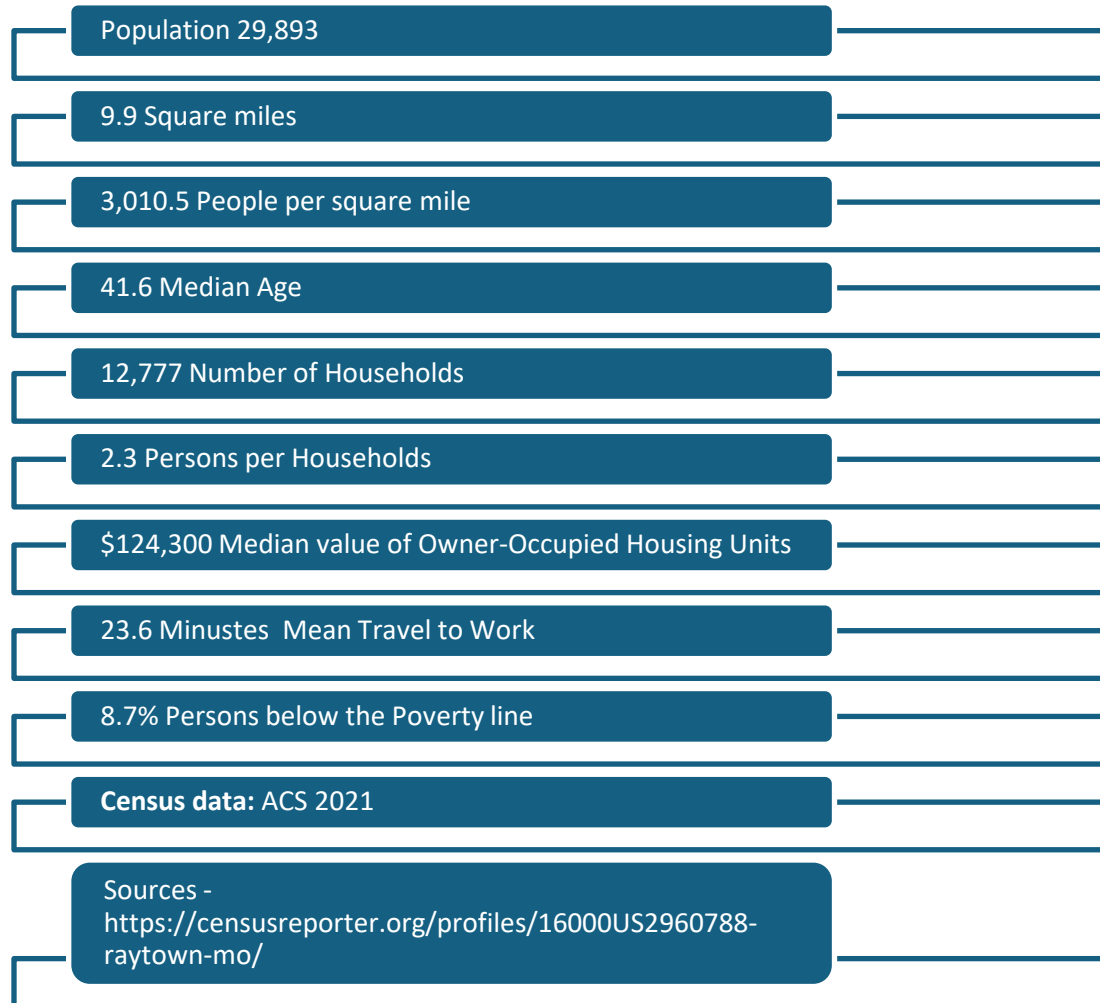 Population 29,893
9.9 Square miles
3,010.5 People per square mile
41.6 Median Age
12,777 Number of Households
2.3 Persons per Households
$124,300 Median value of Owner-Occupied Housing Units
23.6 Minustes  Mean Travel to Work
8.7% Persons below the Poverty line
Census data: ACS 2021
Sources -
https://censusreporter.org/profiles/16000US2960788-
raytown-mo/